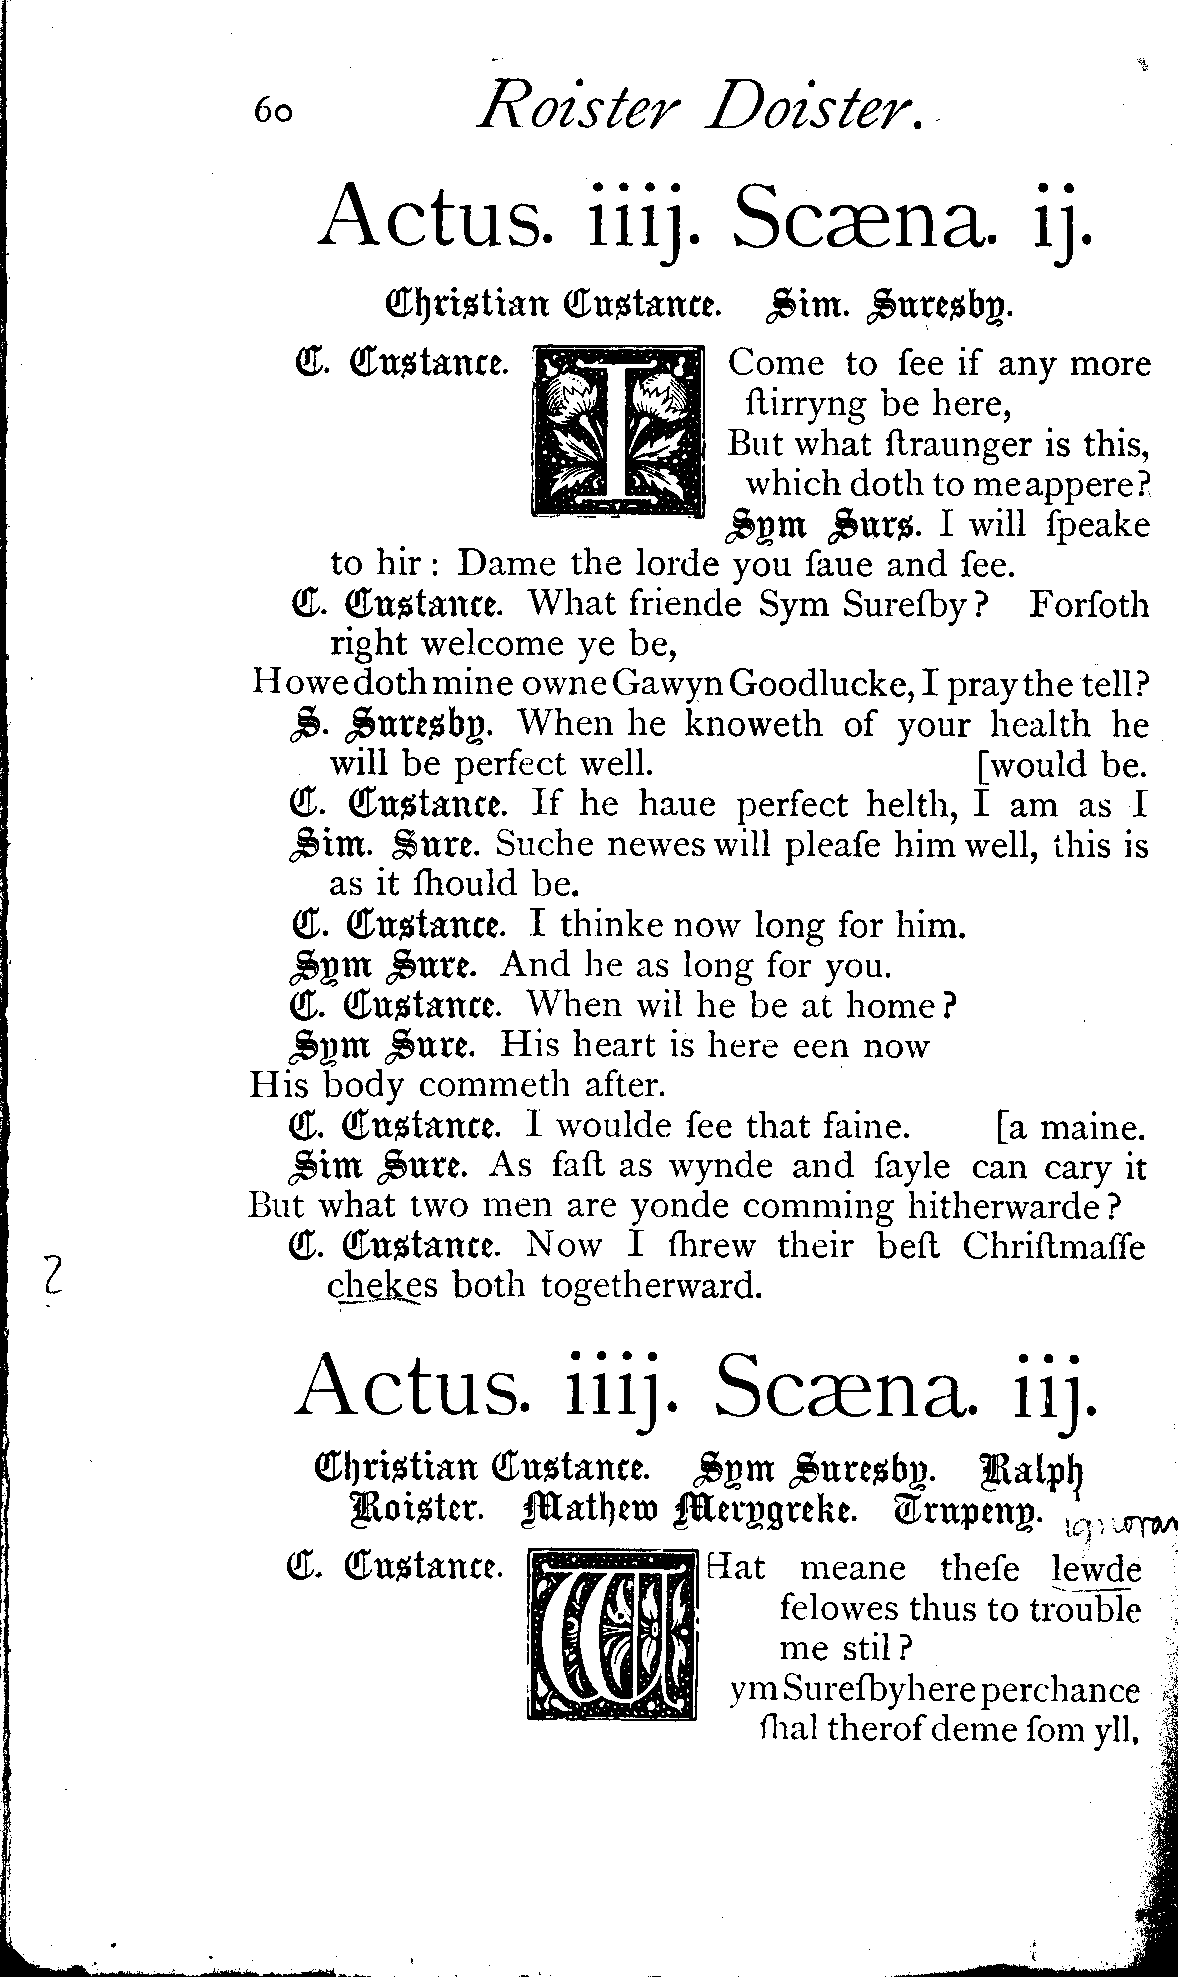 60 Roister Doister.
Actus. iiij. Scæna. ij.
Christian Custance. Sim. Suresby.
C. Custance. I Come to ſee if any more
ſtirryng be here,
But what ſtraunger is this,
which doth to me appere?
Sym Surs. I will ſpeake
to hir: Dame the lorde you ſaue and ſee.
C. Custance. What friende Sym Sureſby? Forſoth
right welcome ye be,
Howe doth mine owne Gawyn Goodlucke, I pray the tell?
S. Suresby. When he knoweth of your health he
will be perfect well. [would be.
C. Custance. If he haue perfect helth, I am as I
Sim. Sure. Suche newes will pleaſe him well, this is
as it ſhould be.
C. Custance. I thinke now long for him.
Sym Sure. And he as long for you.
C. Custance. When wil he be at home?
Sym Sure. His heart is here een now
His body commeth after.
C. Custance. I woulde ſee that faine. [a maine.
Sim Sure. As faſt as wynde and ſayle can cary it
But what two men are yonde comming hitherwarde?
C. Custance. Now I ſhrew their beſt Chriſtmaſſe
chekes both togetherward.
Actus. iiij. Scæna. iij.
Christian Custance. Sym Suresby. Ralph
Roister. Mathew Merygreke. Trupeny.
C. Custance. WHat meane theſe lewde
felowes thus to trouble
me stil?
ym Sureſby here perchance
ſhal therof deme ſom yll,